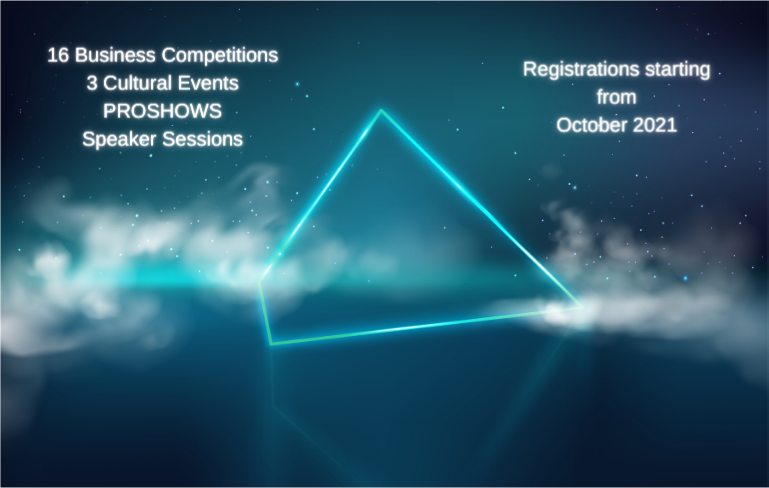 16 Business Competitions
3 Cultural Events
PROSHOWS
Speaker Sessions
Registrations starting
from
October 2021